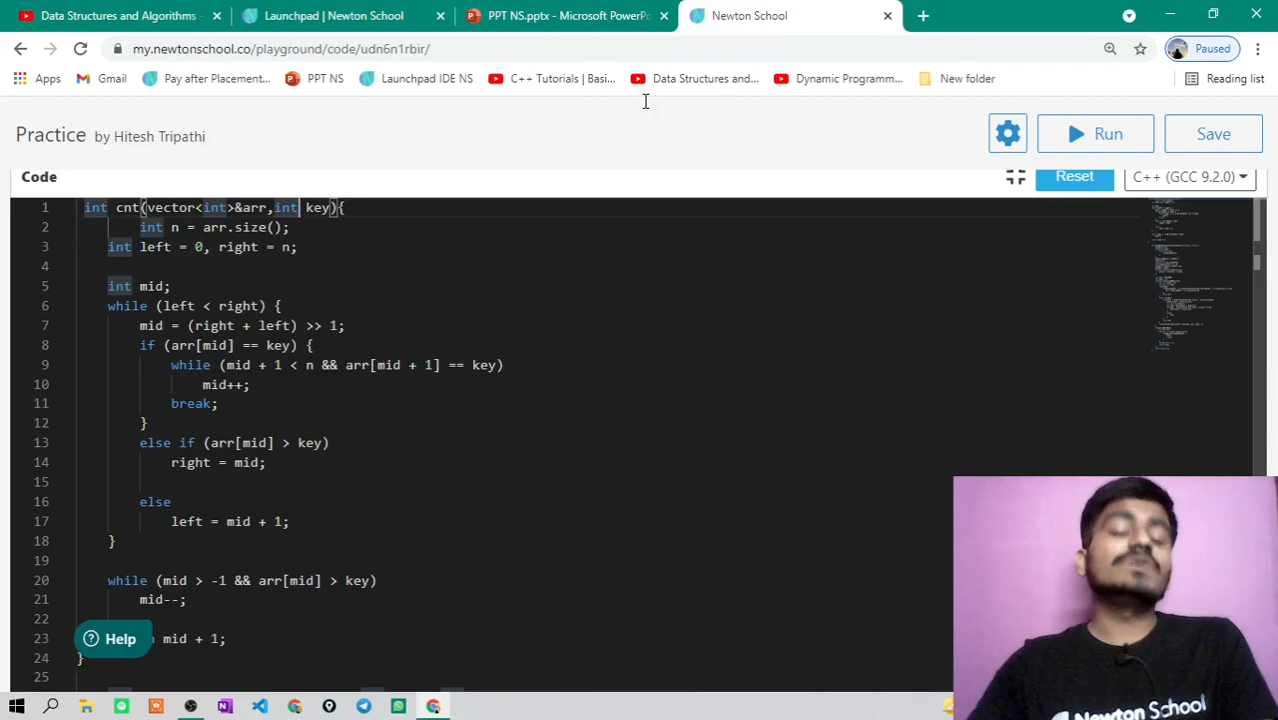 Data Structures and Algorithms -
Launchpad | Newton School
PPT NS.pptx - Microsoft PowerPo
Newton School
my.newtonschool.co/playground/code/udn6n1rbir/
Paused
Apps
Gmail
Pay after Placement...
PPT NS
Launchpad IDE NS
C++ Tutorials | Basi...
Data Structures and...
Dynamic Programm...
New folder
Reading list
Practice by Hitesh Tripathi
Run
Save
Code
Reset
C++ (GCC 9.2.0)
1 int cnt(vector<int>&arr,int key){
2 int n = arr.size();
3 int left = 0, right = n;
4
5 int mid;
6 while (left < right) {
7 mid = (right + left) >> 1;
8 if (arr[mid] == key) {
9 while (mid + 1 < n && arr[mid + 1] == key)
10 mid++;
11 break;
12 }
13 else if (arr[mid] > key)
14 right = mid;
15
16 else
17 left = mid + 1;
18 }
19
20 while (mid > -1 && arr[mid] > key)
21 mid--;
22
23 mid + 1;
24 }
25
Help
Newton School